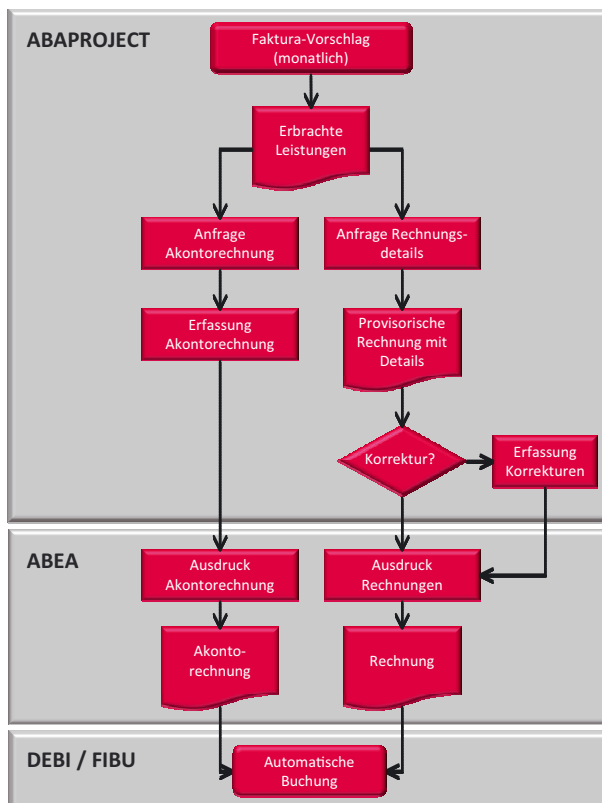 ABAPROJECT
Faktura-Vorschlag
(monatlich)
Erbrachte
Leistungen
Anfrage
Akontorechnung
Anfrage Rechnungs-
details
Erfassung
Akontorechnung
Provisorische
Rechnung mit
Details
Korrektur?
Erfassung
Korrekturen
ABEA
Ausdruck
Akontorechnung
Ausdruck
Rechnungen
Akonto-
rechnung
Rechnung
DEBI / FIBU
Automatische
Buchung